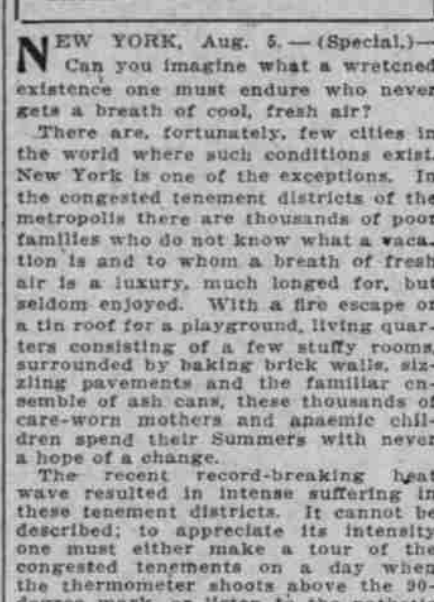 NEW YORK, Aug. 5.—(Special.)—
Can you imagine what a wretched
existence one must endure who never
gets a breath of cool, fresh air?
There are, fortunately, few cities in
the world where such conditions exist.
New York is one of the exceptions. In
the congested tenement districts of the
metropolis there are thousands of poor
families who do not know what a vaca-
tion is and to whom a breath of fresh
air is a luxury, much longed for, but
seldom enjoyed. With a fire escape or
a tin roof for a playground, living quar-
ters consisting of a few stuffy rooms,
surrounded by baking brick walls, siz-
zling pavements and the familiar en-
semble of ash cans, these thousands of
care-worn mothers and anaemic chil-
dren spend their Summers with never
a hope of a change.
The recent record-breaking heat
wave resulted in intense suffering in
these tenement districts. It cannot be
described; to appreciate its intensity
one must either make a tour of the
congested tenements on a day when
the thermometer shoots above the 90-
degree mark, or listen to the